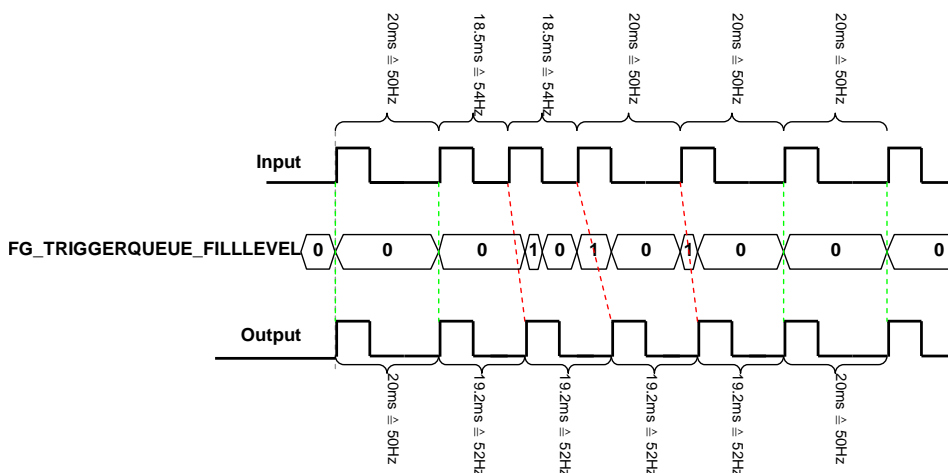 20ms ≙ 50Hz
18.5ms ≙ 54Hz
18.5ms ≙ 54Hz
20ms ≙ 50Hz
20ms ≙ 50Hz
20ms ≙ 50Hz
Input
FG_TRIGGERQUEUE_FILLLEVEL 0 0 0 1 0 1 0 1 0 0 0
Output
20ms ≙ 50Hz
19.2ms ≙ 52Hz
19.2ms ≙ 52Hz
19.2ms ≙ 52Hz
19.2ms ≙ 52Hz
20ms ≙ 50Hz